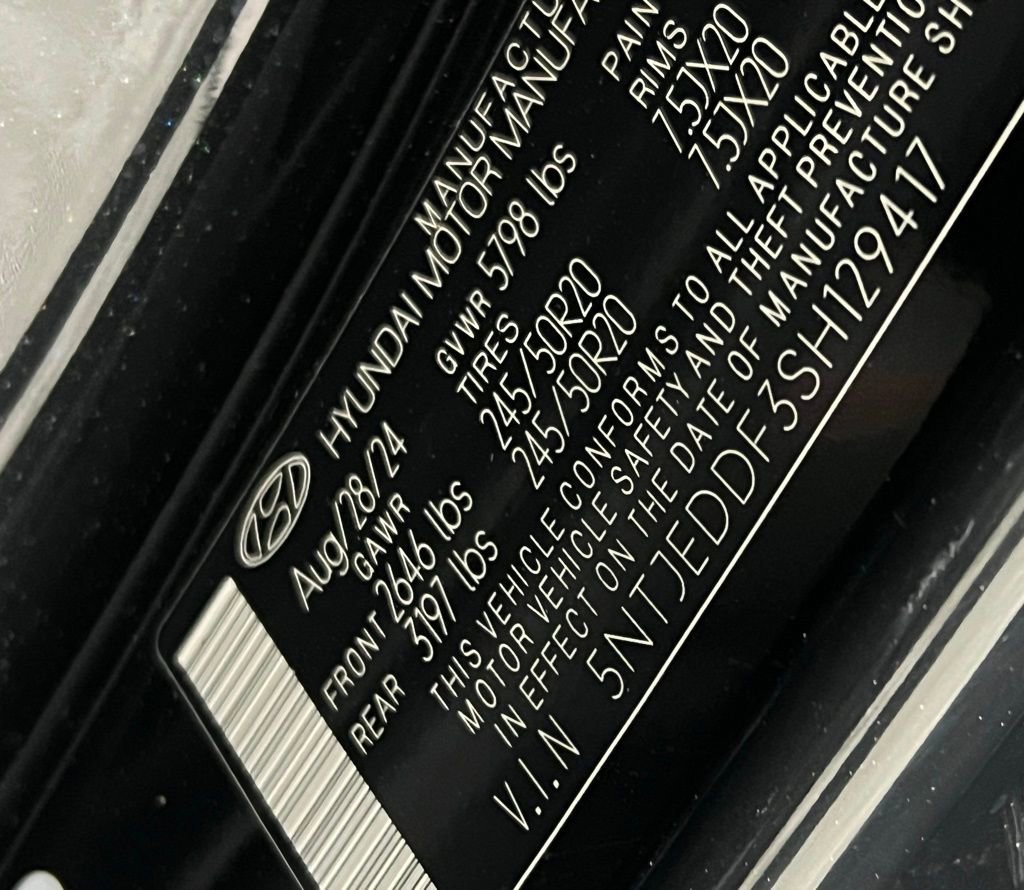 MANUFACTU
HYUNDAI MOTOR MANUFA
Aug/28/24 GVWR 5798 lbs PAIN
GAWR TIRES RIMS
FRONT 2646 lbs 245/50R20 7.5JX20
REAR 3197 lbs 245/50R20 7.5JX20
THIS VEHICLE CONFORMS TO ALL APPLICABLE
MOTOR VEHICLE SAFETY AND THEFT PREVENTIO
IN EFFECT ON THE DATE OF MANUFACTURE SH
V.I.N 5NTJEDDF3SH129417